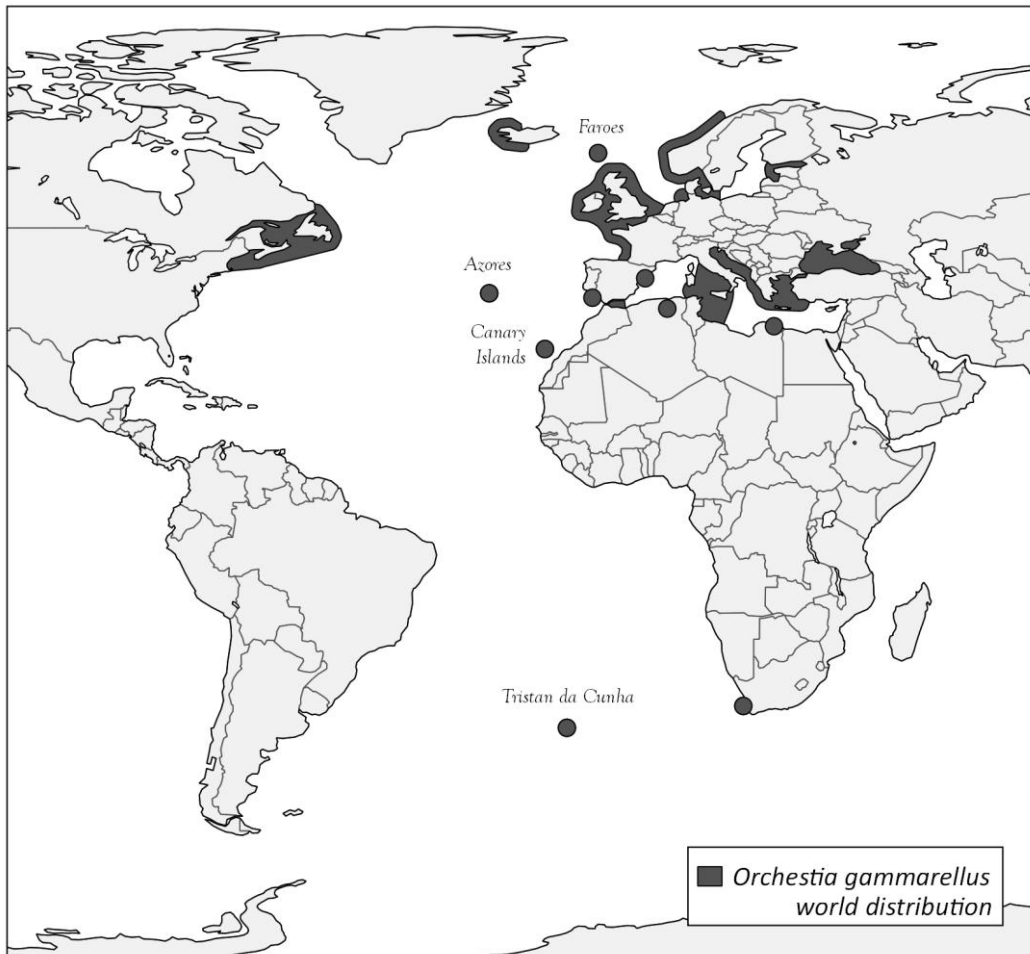 Faroes
Azores
Canary
Islands
Tristan da Cunha
Orchestia gammarellus
world distribution